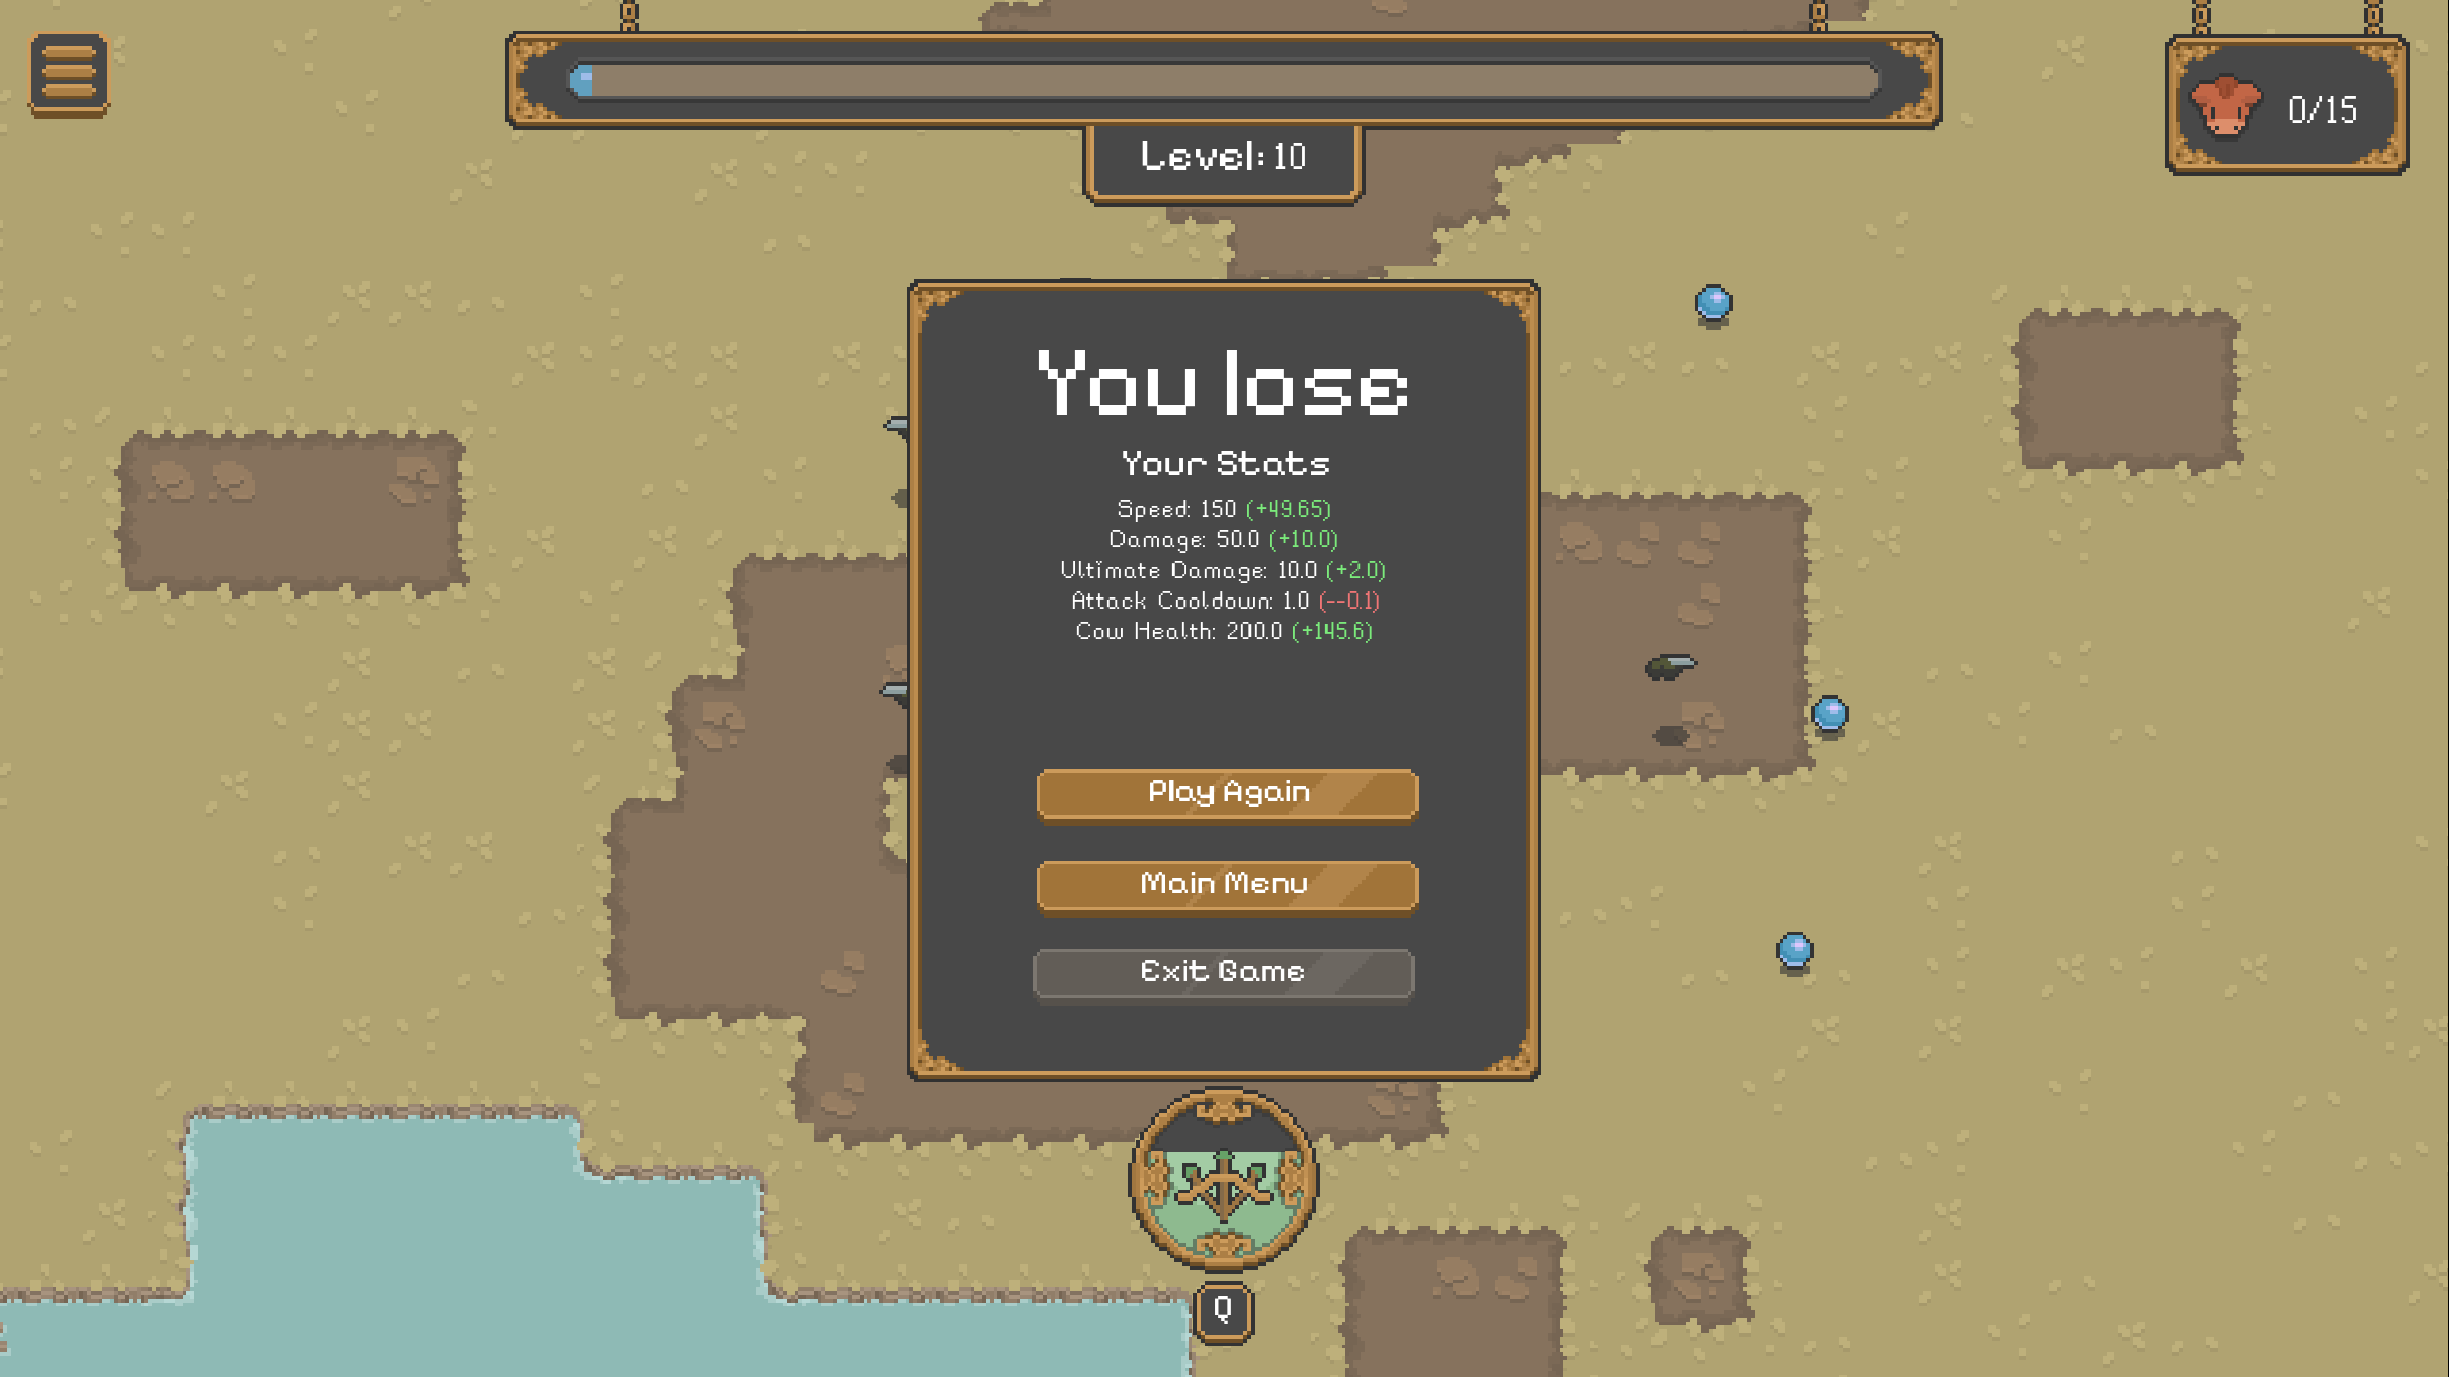 0/15
Level: 10
You lose
Your Stats
Speed: 150 (+49.65)
Damage: 50.0 (+10.0)
Ultimate Damage: 10.0 (+2.0)
Attack Cooldown: 1.0 (--0.1)
Cow Health: 200.0 (+145.6)
Play Again
Main Menu
Exit Game
Q